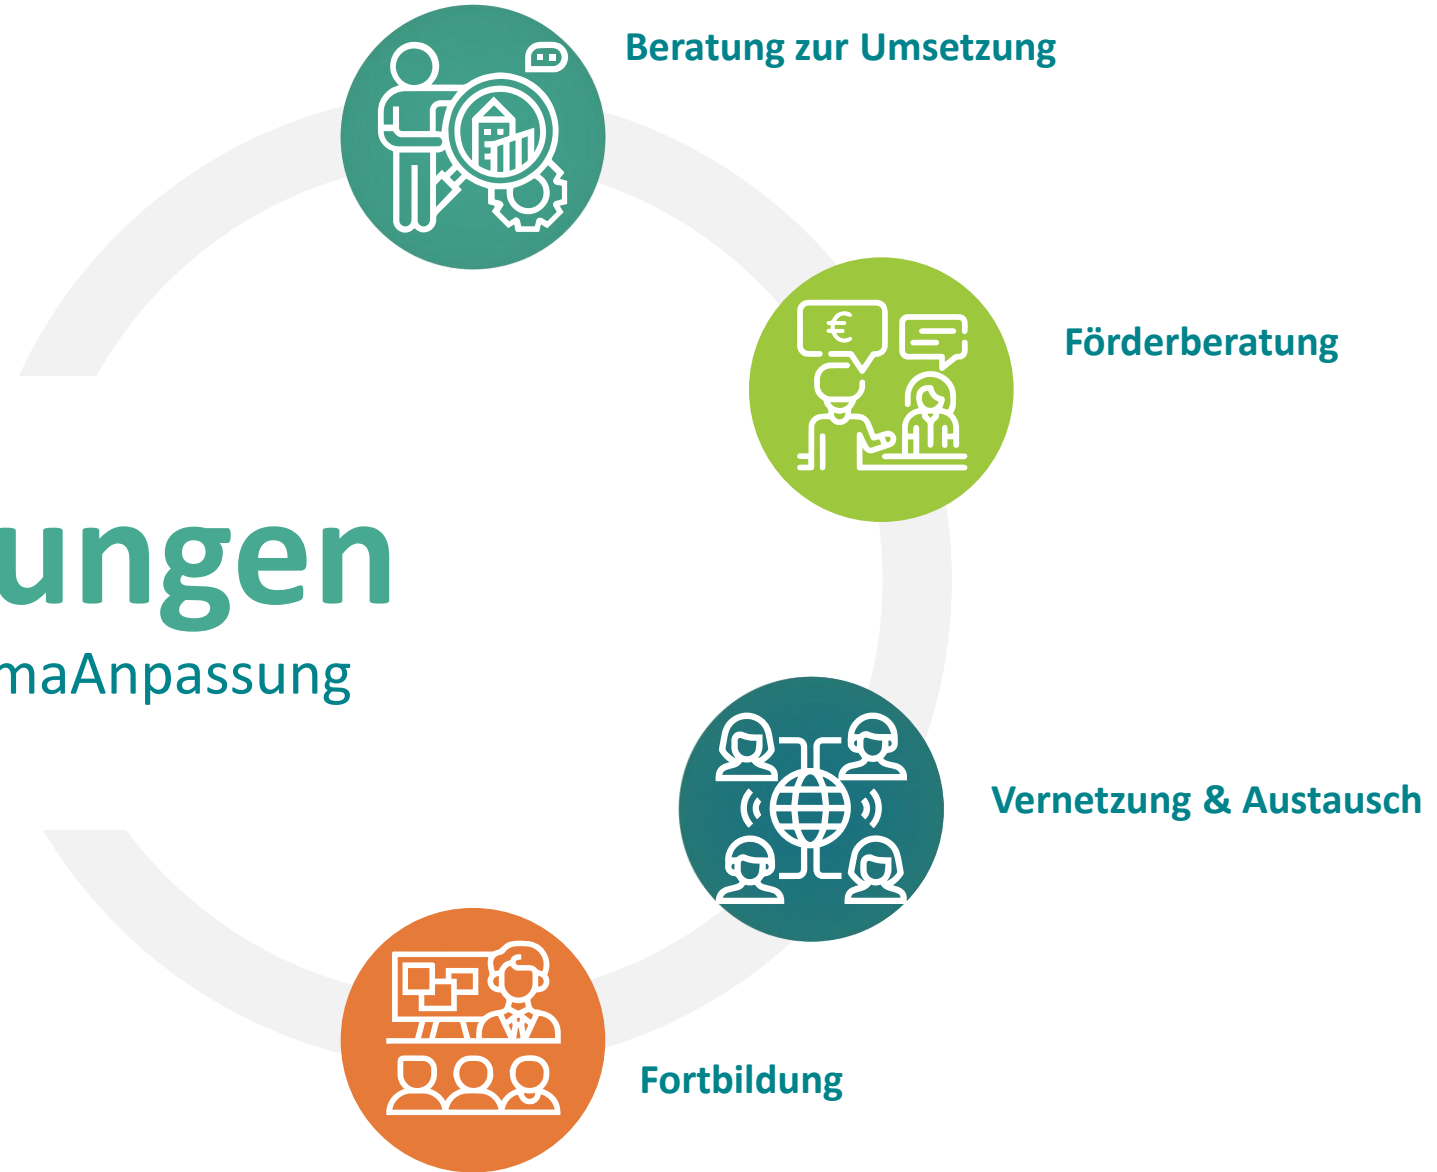 Beratung zur Umsetzung
€
Förderberatung
ungen
maAnpassung
Vernetzung & Austausch
Fortbildung